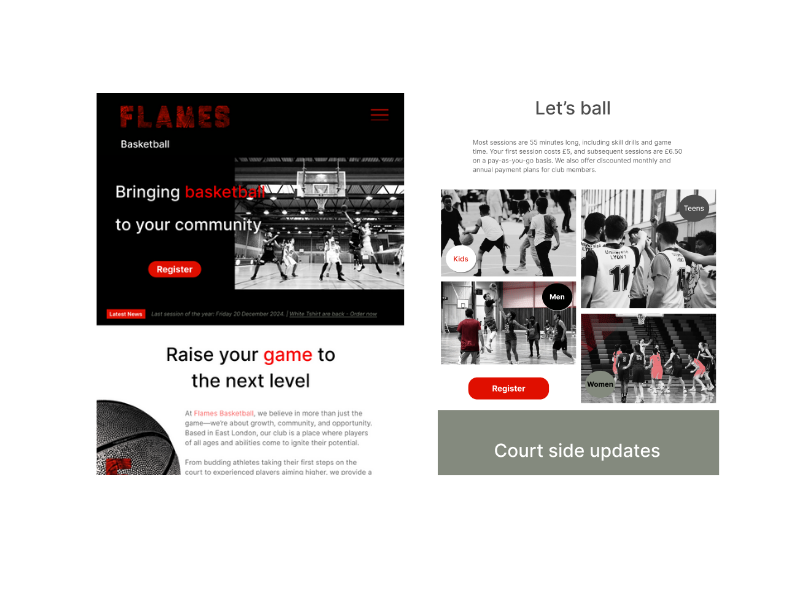 FLAMES
Basketball
Bringing basketball
to your community
Register
Latest News
Last session of the year: Friday 20 December 2024. | White Tshirt are back - Order now
Raise your game to
the next level
At Flames Basketball, we believe in more than just the
game—we're about growth, community, and opportunity.
Based in East London, our club is a place where players
of all ages and abilities come to ignite their potential.
From budding athletes taking their first steps on the
court to experienced players aiming higher, we provide a
Let's ball
Most sessions are 55 minutes long, including skill drills and game
time. Your first session costs £5, and subsequent sessions are £6.50
on a pay-as-you-go basis. We also offer discounted monthly and
annual payment plans for club members.
Kids
Teens
LYON1
11
Men
Women
Register
Court side updates